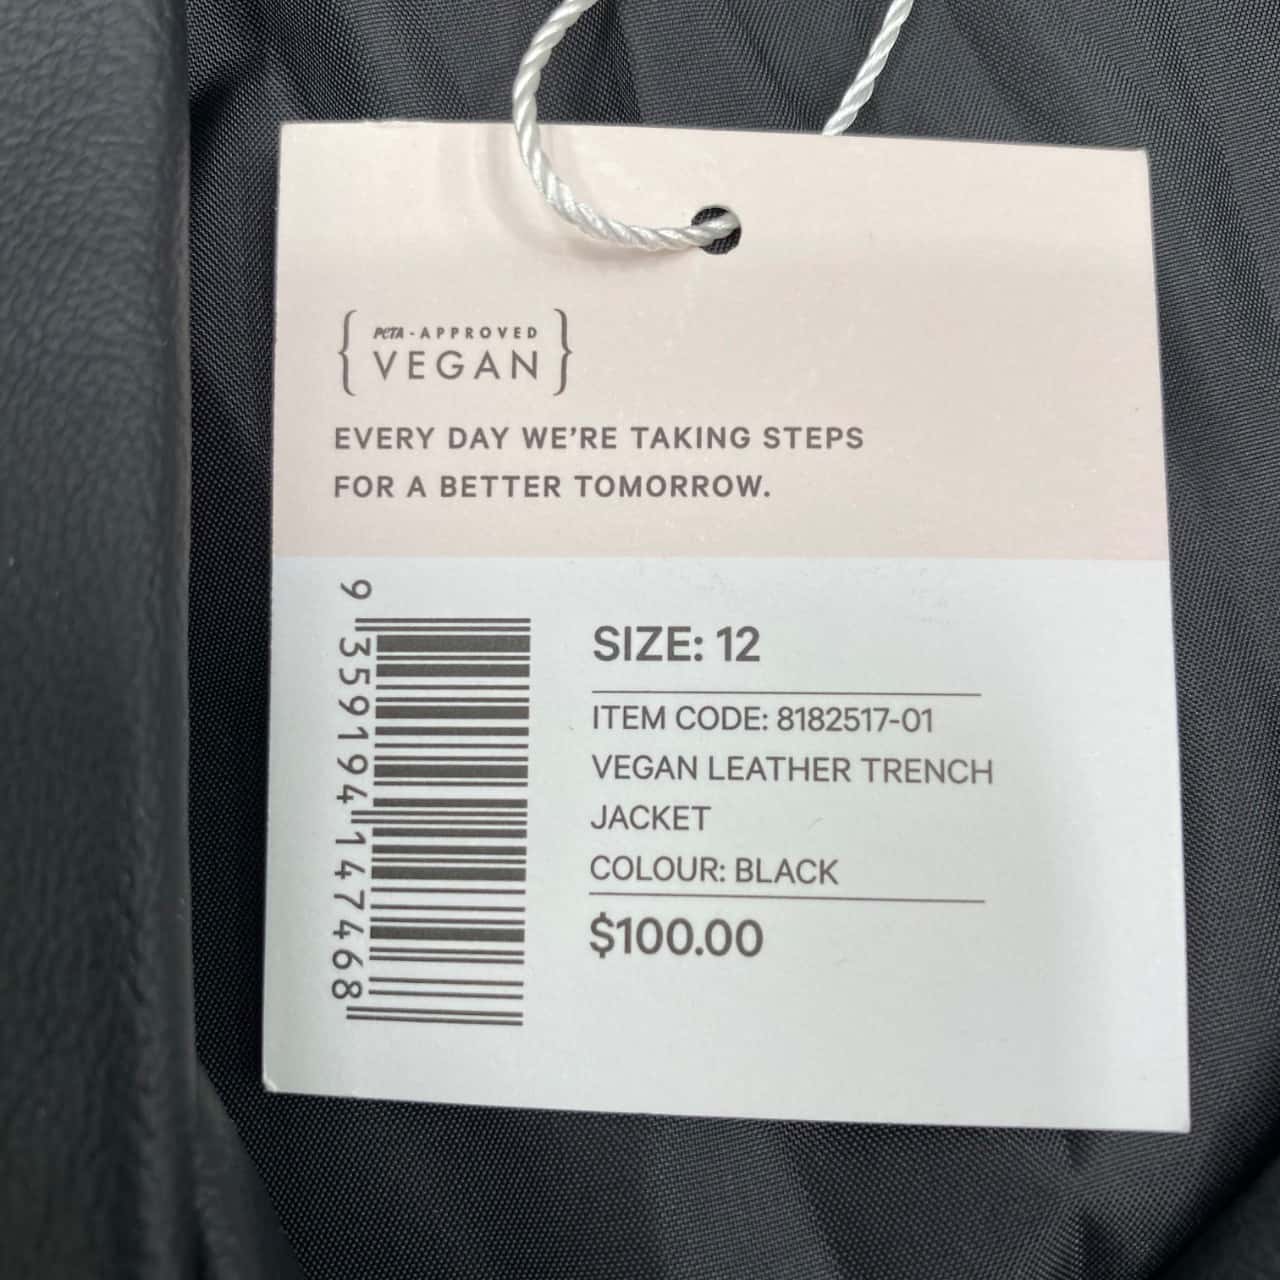 PETA-APPROVED
VEGAN
EVERY DAY WE'RE TAKING STEPS
FOR A BETTER TOMORROW.
9 359194 147468
SIZE: 12
ITEM CODE: 8182517-01
VEGAN LEATHER TRENCH
JACKET
COLOUR: BLACK
$100.00